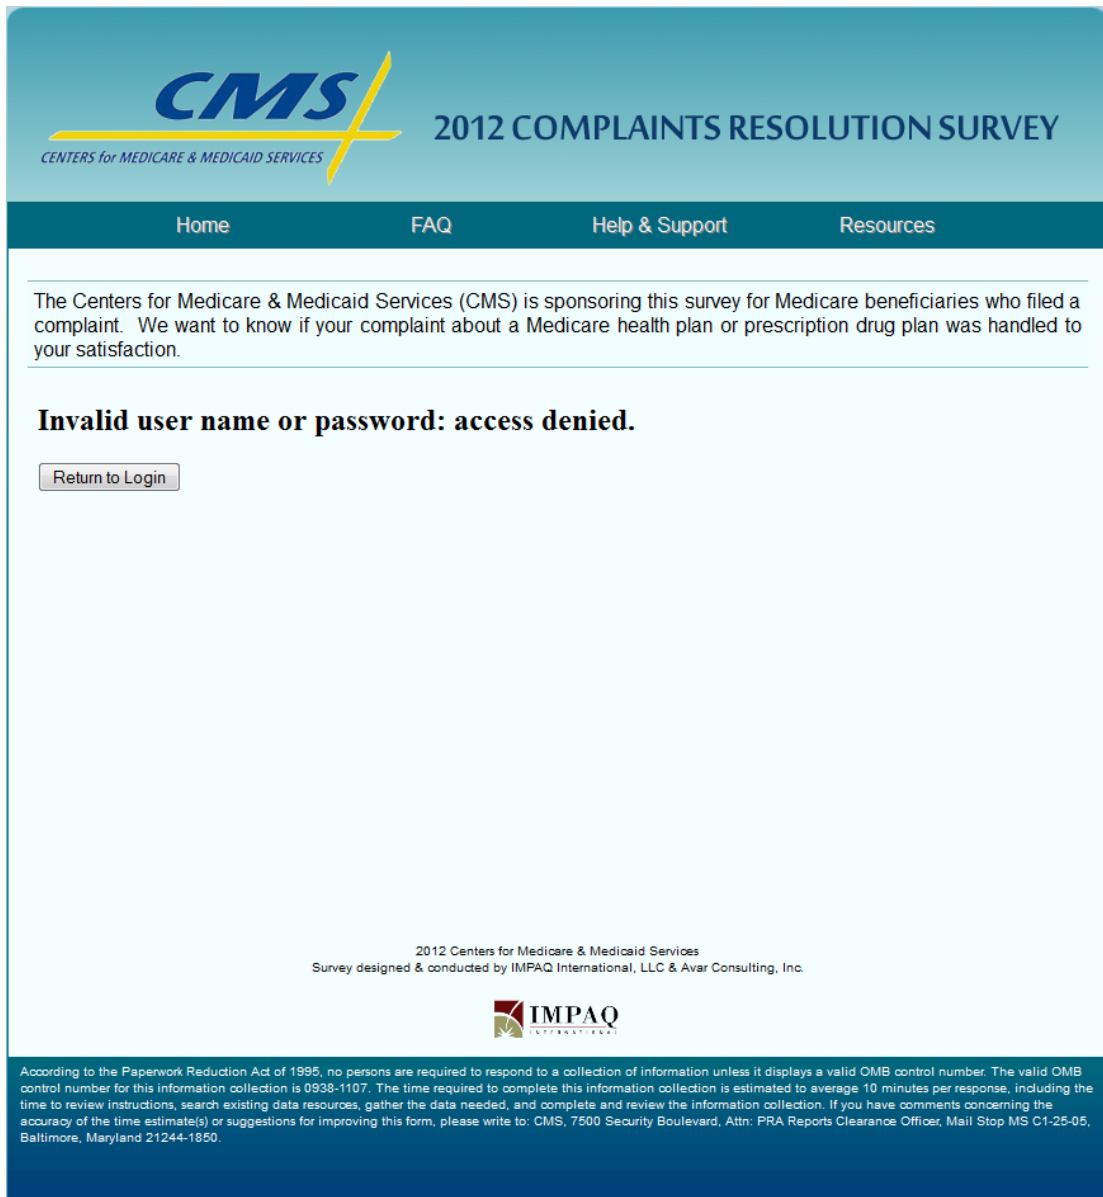 CMS
CENTERS for MEDICARE & MEDICAID SERVICES
2012 COMPLAINTS RESOLUTION SURVEY
Home FAQ Help & Support Resources
The Centers for Medicare & Medicaid Services (CMS) is sponsoring this survey for Medicare beneficiaries who filed a
complaint. We want to know if your complaint about a Medicare health plan or prescription drug plan was handled to
your satisfaction.
Invalid user name or password: access denied.
Return to Login
2012 Centers for Medicare & Medicaid Services
Survey designed & conducted by IMPAQ International, LLC & Avar Consulting, Inc.
IMPAQ
INTERNATIONAL
According to the Paperwork Reduction Act of 1995, no persons are required to respond to a collection of information unless it displays a valid OMB control number. The valid OMB
control number for this information collection is 0938-1107. The time required to complete this information collection is estimated to average 10 minutes per response, including the
time to review instructions, search existing data resources, gather the data needed, and complete and review the information collection. If you have comments concerning the
accuracy of the time estimate(s) or suggestions for improving this form, please write to: CMS, 7500 Security Boulevard, Attn: PRA Reports Clearance Officer, Mail Stop MS C1-25-05,
Baltimore, Maryland 21244-1850.